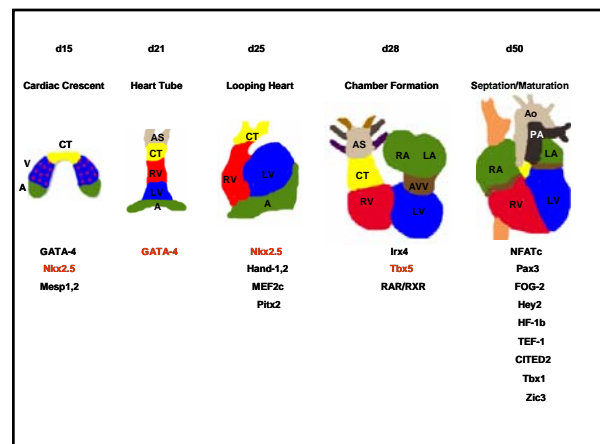 d15 d21 d25 d28 d50
Cardiac Crescent Heart Tube Looping Heart Chamber Formation Septation/Maturation
CT
V
A
AS
CT
RV
LV
A
CT
RV
LV
A
AS
CT
RV
RA LA
AVV
LV
Ao
PA
LA
RA
RV
LV
GATA-4
Nkx2.5
Mesp1,2
GATA-4
Nkx2.5
Hand-1,2
MEF2c
Pitx2
Irx4
Tbx5
RAR/RXR
NFATc
Pax3
FOG-2
Hey2
HF-1b
TEF-1
CITED2
Tbx1
Zic3